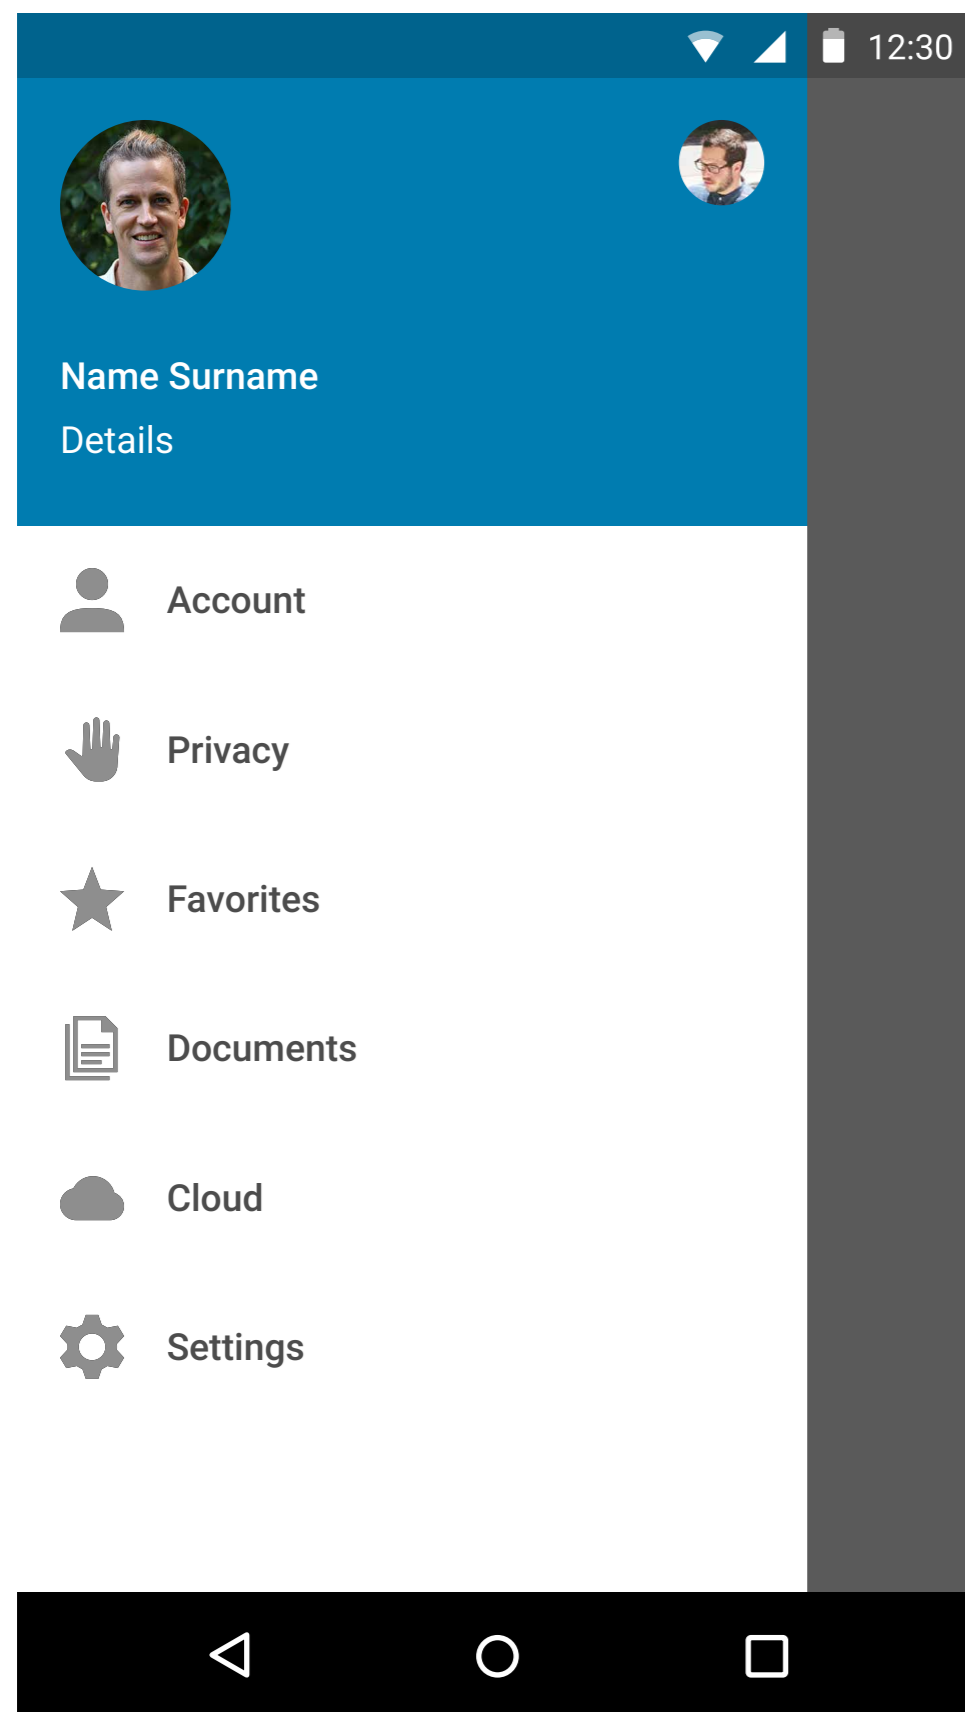 12:30
Name Surname
Details
Account
Privacy
Favorites
Documents
Cloud
Settings